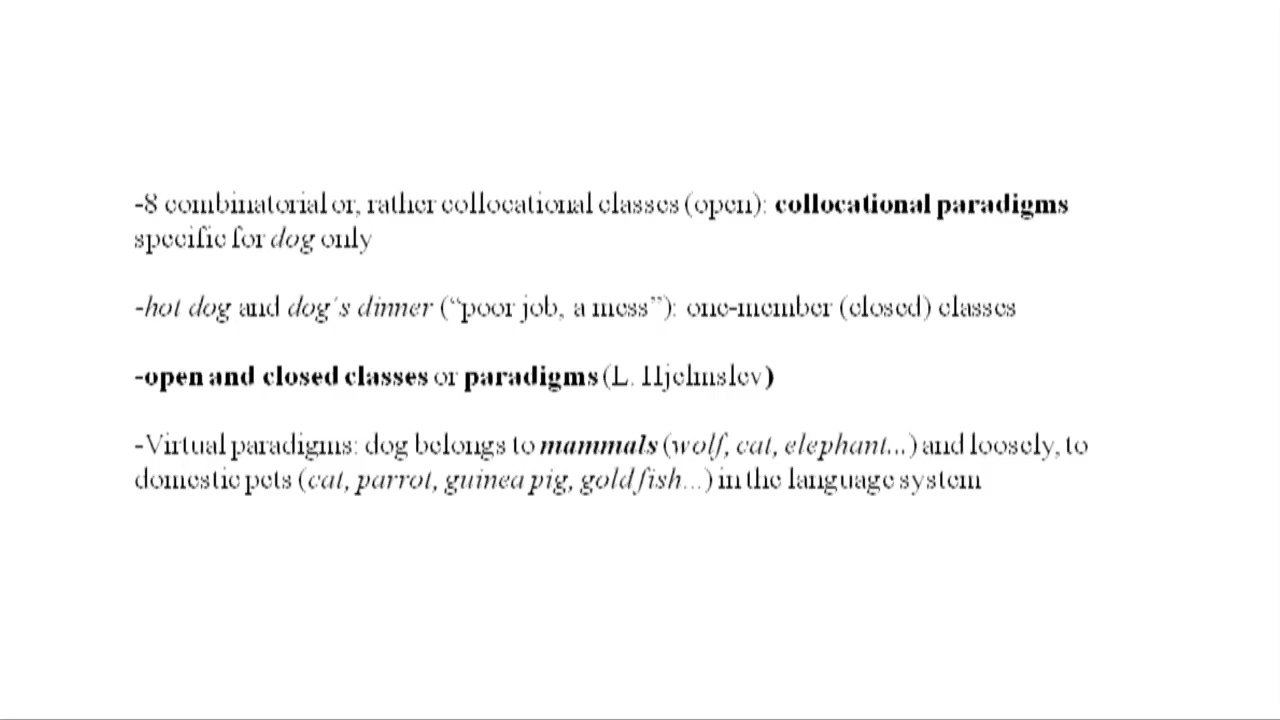 -8 combinatorial or, rather collocational classes (open): collocational paradigms
specific for dog only
-hot dog and dog´s dinner (“poor job, a mess”): one-member (closed) classes
-open and closed classes or paradigms (L. Hjelmslev)
-Virtual paradigms: dog belongs to mammals (wolf, cat, elephant...) and loosely, to
domestic pets (cat, parrot, guinea pig, goldfish...) in the language system